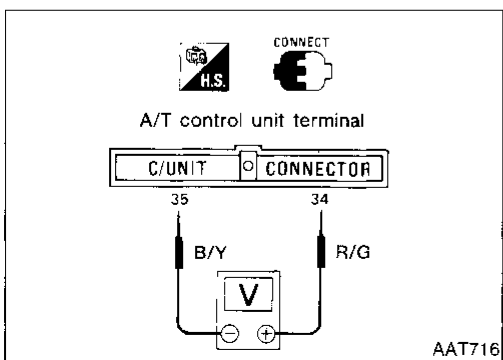 CONNECT
H.S.
A/T control unit terminal
C/UNIT CONNECTOR
35 34
B/Y R/G
V
AAT716